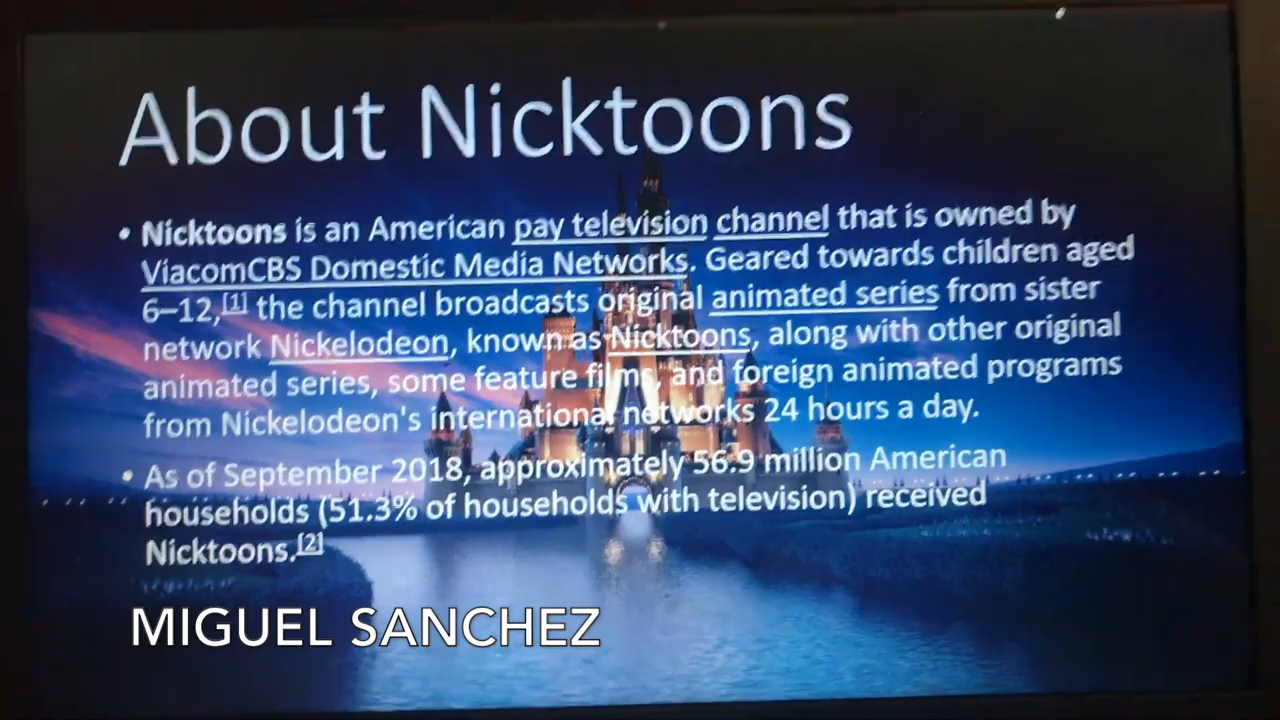 About Nicktoons
• Nicktoons is an American pay television channel that is owned by
ViacomCBS Domestic Media Networks. Geared towards children aged
6–12,[1] the channel broadcasts original animated series from sister
network Nickelodeon, known as Nicktoons, along with other original
animated series, some feature films, and foreign animated programs
from Nickelodeon's international networks 24 hours a day.
• As of September 2018, approximately 56.9 million American
households (51.3% of households with television) received
Nicktoons.[2]
MIGUEL SANCHEZ